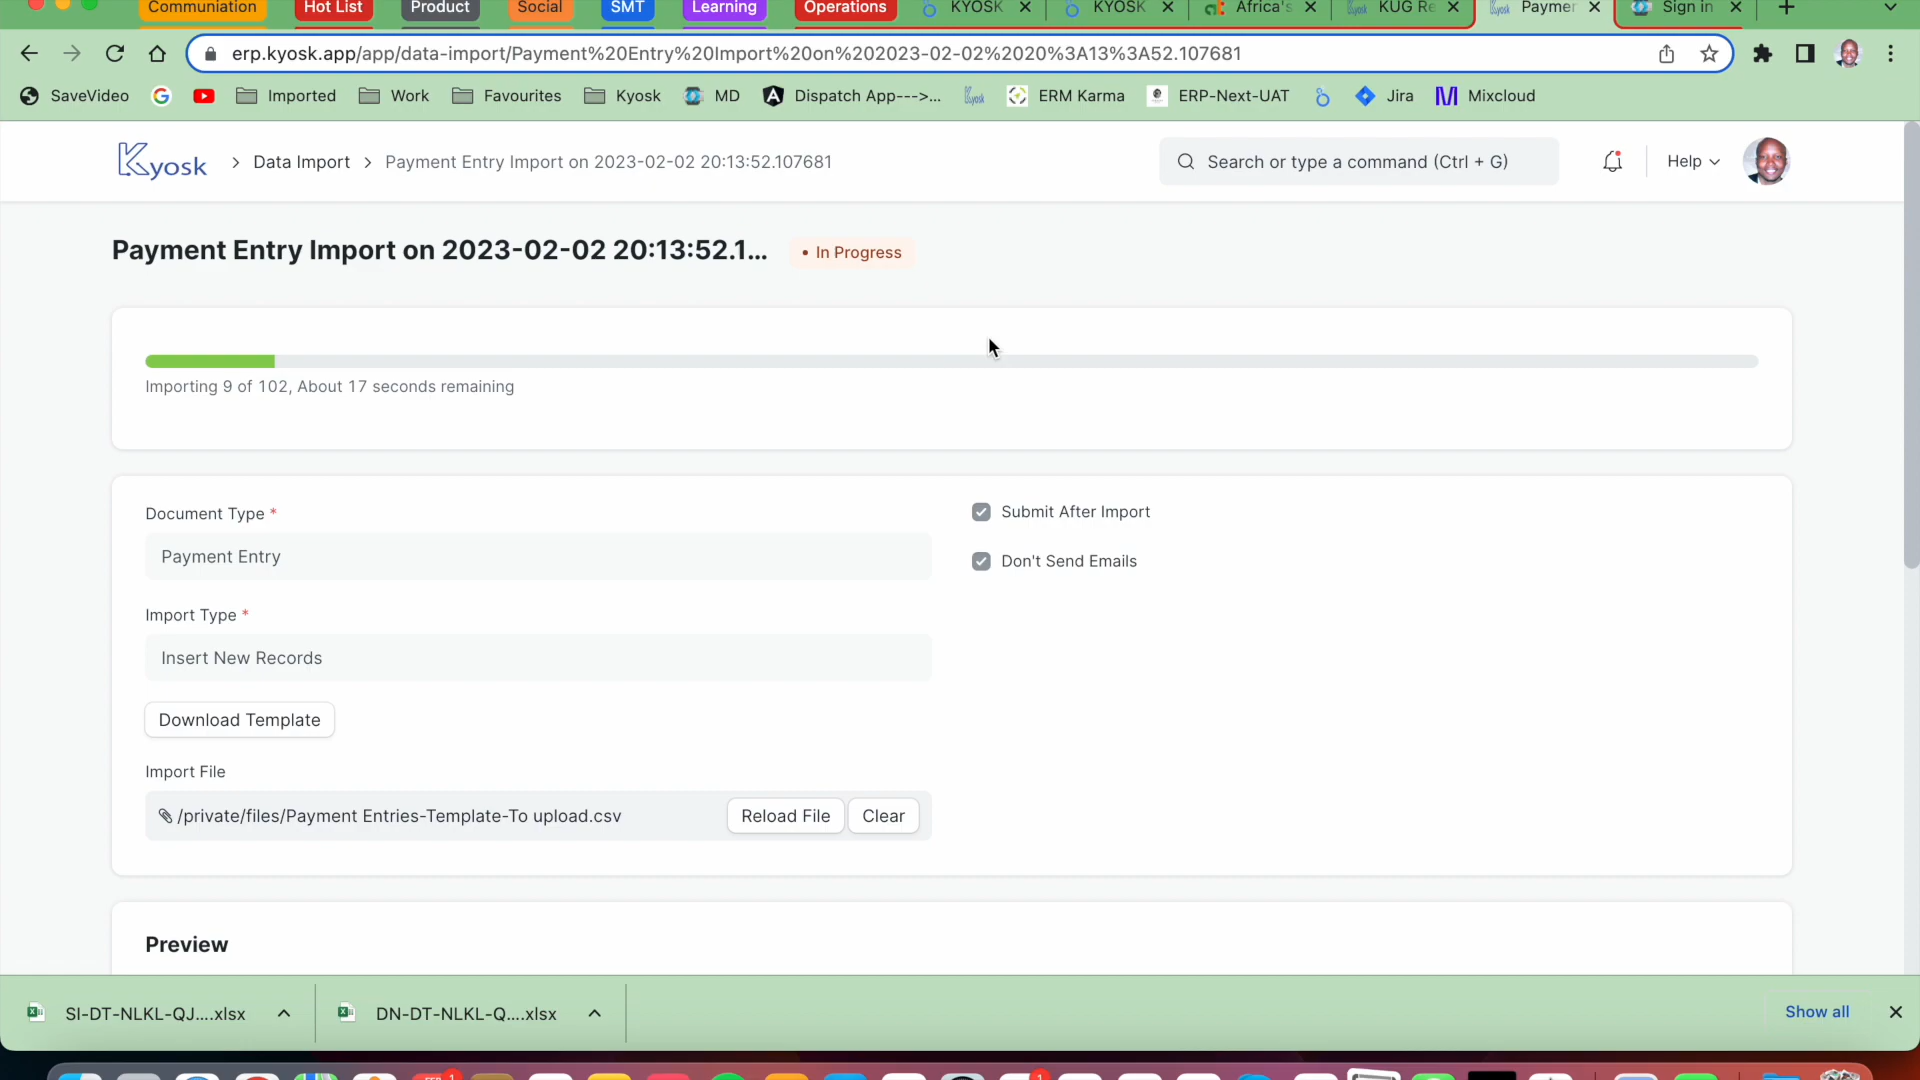 Communiation Hot List Product Social SMT Learning Operations KYOSK KYOSK Africa's KUG Re Paymer Sign in
erp.kyosk.app/app/data-import/Payment%20Entry%20Import%20on%202023-02-02%2020%3A13%3A52.107681
SaveVideo Imported Work Favourites Kyosk MD Dispatch App--->... Kyosk ERM Karma ERP-Next-UAT Jira Mixcloud
Kyosk > Data Import > Payment Entry Import on 2023-02-02 20:13:52.107681
Search or type a command (Ctrl + G)
Help
Payment Entry Import on 2023-02-02 20:13:52.1...
• In Progress
Importing 9 of 102, About 17 seconds remaining
Document Type *
Payment Entry
Import Type *
Insert New Records
Download Template
Import File
/private/files/Payment Entries-Template-To upload.csv
Reload File
Clear
Submit After Import
Don't Send Emails
Preview
SI-DT-NLKL-QJ....xlsx
DN-DT-NLKL-Q....xlsx
Show all